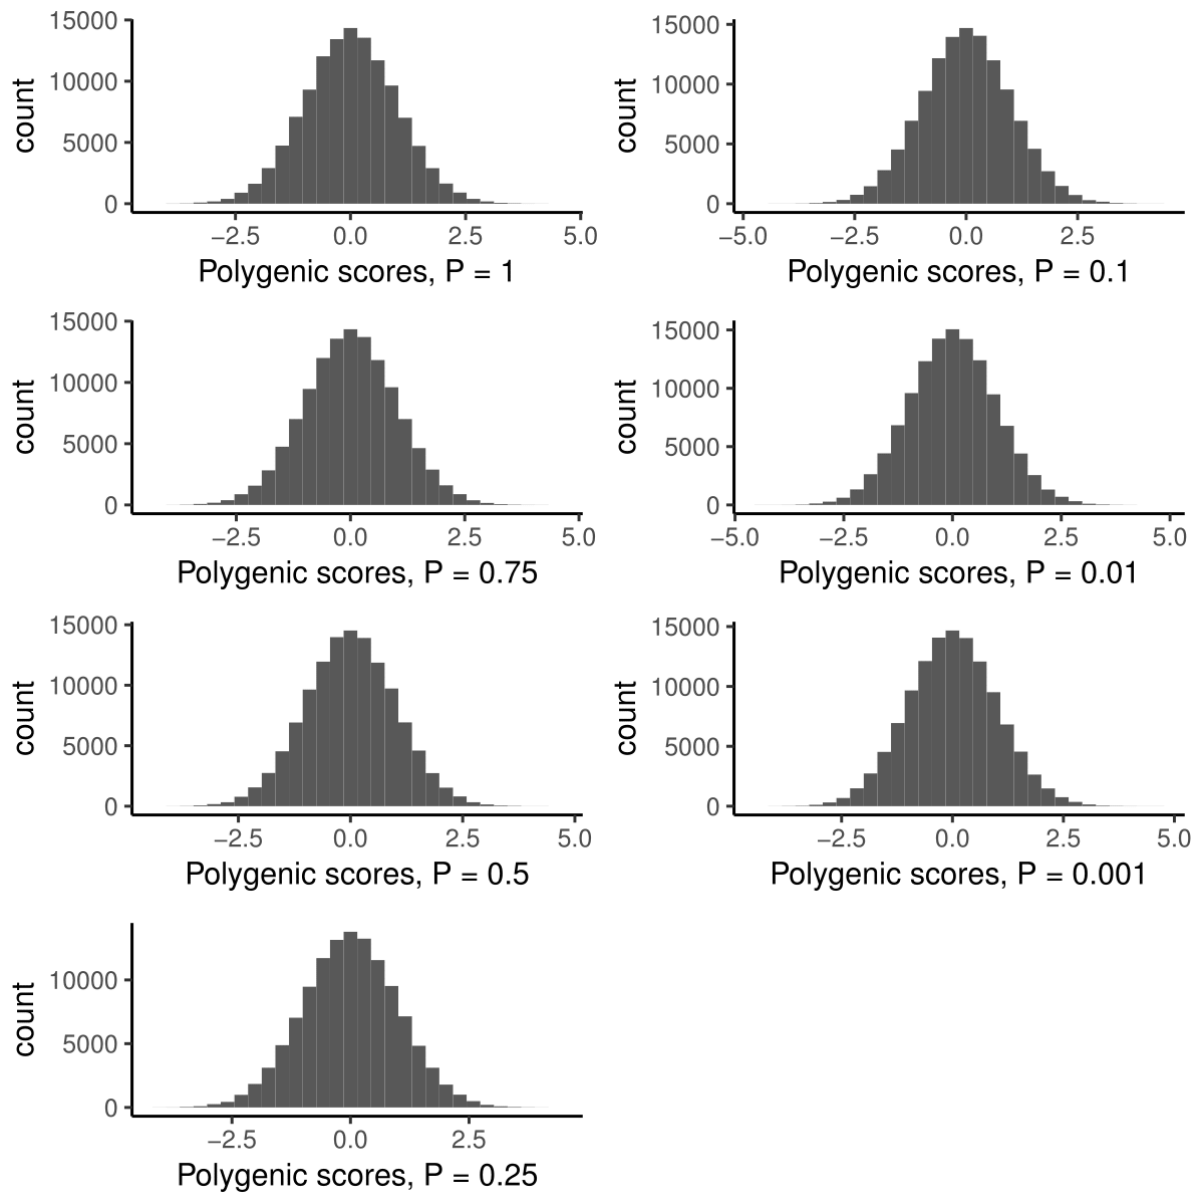 15000
10000
5000
0
count
−2.5 0.0 2.5 5.0
Polygenic scores, P = 1
15000
10000
5000
0
count
−5.0 −2.5 0.0 2.5
Polygenic scores, P = 0.1
15000
10000
5000
0
count
−2.5 0.0 2.5 5.0
Polygenic scores, P = 0.75
15000
10000
5000
0
count
−5.0 −2.5 0.0 2.5 5.0
Polygenic scores, P = 0.01
15000
10000
5000
0
count
−2.5 0.0 2.5 5.0
Polygenic scores, P = 0.5
15000
10000
5000
0
count
−2.5 0.0 2.5 5.0
Polygenic scores, P = 0.001
10000
5000
0
count
−2.5 0.0 2.5
Polygenic scores, P = 0.25